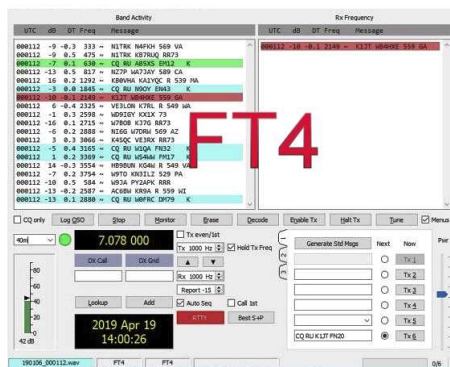 Band Activity
Rx Frequency
UTC dB DT Freq Message
UTC dB DT Freq Message
000112 -9 -0.3 333 ~ N1TRK N4FKH 569 VA
000112 -9 0.5 475 ~ N1TRK KB7RUQ RR73
000112 -7 0.1 630 ~ CQ RU AB5XS EM12 K
000112 -13 0.5 817 ~ NZ7P WA7JAY 589 CA
000112 16 0.2 1292 ~ KB0VHA KA1YQC R 539 MA
000112 -3 0.0 1845 ~ CQ RU N9OY EN43 K
000112 -10 -0.1 2149 ~ K1JT WB4HXE 559 GA
000112 6 -0.4 2325 ~ VE3LON K7RL R 549 WA
000112 -1 0.3 2598 ~ WD9IGY KX1X 73
000112 -16 0.1 2715 ~ W7BOB KJ7G RR73
000112 -6 0.2 2888 ~ NI6G W7DRW 569 AZ
000112 3 0.3 3066 ~ K4SQC VE3RX RR73
000112 -5 0.4 3165 ~ CQ RU W1QA FN32 K
000112 1 0.2 3369 ~ CQ RU FM17 K
000112 14 -0.3 3554 ~ HB9BUN KG4W R 549 VA
000112 -7 0.2 3754 ~ W9TO KN3ILZ 529 PA
000112 -10 0.5 584 ~ W9JA PY2APK RRR
000112 -13 -0.2 2587 ~ AC6BW KR9A R 559 WI
000112 -13 0.1 2880 ~ CQ RU W0FRC DM79 K
000112 -10 -0.1 2149 ~ K1JT WB4HXE 559 GA
FT4
CQ only Log QSO Stop Monitor Erase Decode Enable Tx Halt Tx Tune Menus
40m
7.078 000
Tx even/1st
Tx 1000 Hz
Hold Tx Freq
DX Call DX Grid
Rx 1000 Hz
Report -15
Lookup Add
Auto Seq
Call 1st
RTTY
Best S+P
2019 Apr 19
14:00:26
80
60
40
20
0
42 dB
1
2
3
Generate Std Msgs Next Now Pwr
Tx 1
Tx 2
Tx 3
Tx 4
Tx 5
CQ RU K1JT FN20 Tx 6
190106_000112.wav FT4 FT4 0/6